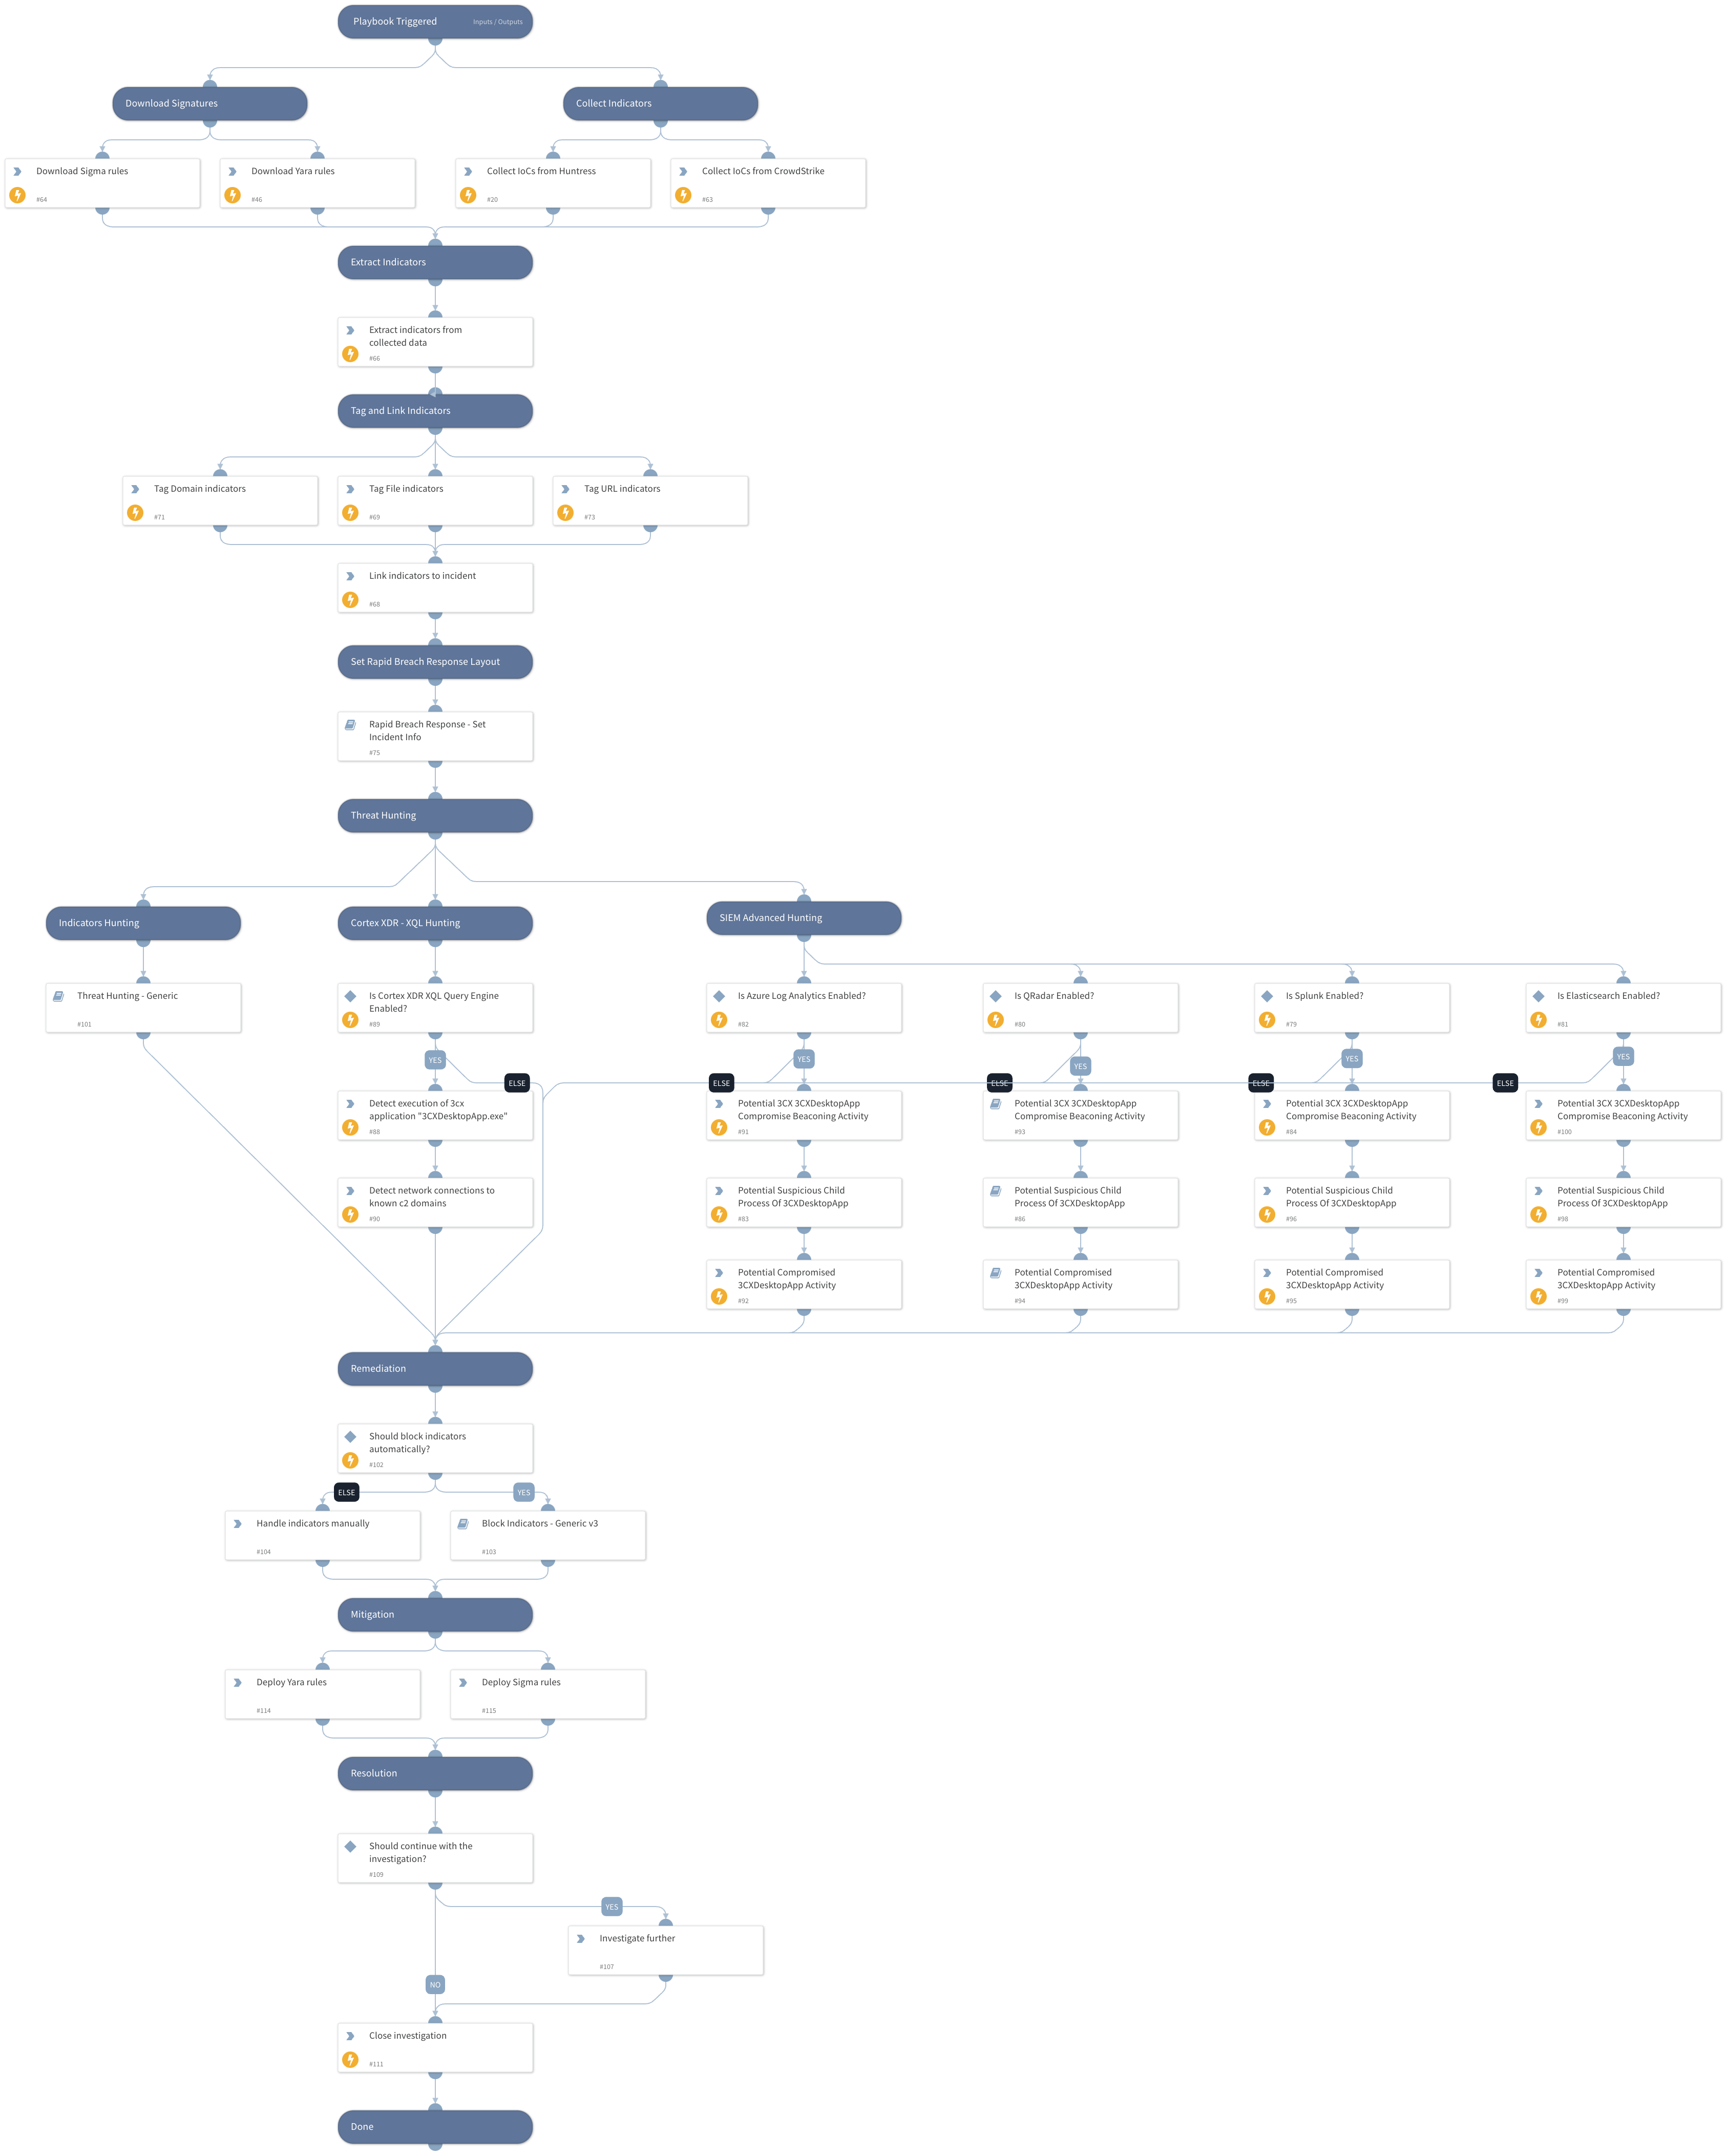 Playbook Triggered
Inputs / Outputs
Download Signatures
Collect Indicators
Download Sigma rules
#64
Download Yara rules
#46
Collect IoCs from Huntress
#20
Collect IoCs from CrowdStrike
#63
Extract Indicators
Extract indicators from
collected data
#66
Tag and Link Indicators
Tag Domain indicators
#71
Tag File indicators
#69
Tag URL indicators
#73
Link indicators to incident
#68
Set Rapid Breach Response Layout
Rapid Breach Response - Set
Incident Info
#75
Threat Hunting
Indicators Hunting
Cortex XDR - XQL Hunting
SIEM Advanced Hunting
Threat Hunting - Generic
#101
Is Cortex XDR XQL Query Engine
Enabled?
#89
Is Azure Log Analytics Enabled?
#82
Is QRadar Enabled?
#80
Is Splunk Enabled?
#79
Is Elasticsearch Enabled?
#81
YES
YES
YES
YES
YES
ELSE
ELSE
ELSE
ELSE
ELSE
Detect execution of 3cx
application "3CXDesktopApp.exe"
#88
Potential 3CX 3CXDesktopApp
Compromise Beaconing Activity
#91
Potential 3CX 3CXDesktopApp
Compromise Beaconing Activity
#93
Potential 3CX 3CXDesktopApp
Compromise Beaconing Activity
#84
Potential 3CX 3CXDesktopApp
Compromise Beaconing Activity
#100
Detect network connections to
known c2 domains
#90
Potential Suspicious Child
Process Of 3CXDesktopApp
#83
Potential Suspicious Child
Process Of 3CXDesktopApp
#86
Potential Suspicious Child
Process Of 3CXDesktopApp
#96
Potential Suspicious Child
Process Of 3CXDesktopApp
#98
Potential Compromised
3CXDesktopApp Activity
#92
Potential Compromised
3CXDesktopApp Activity
#94
Potential Compromised
3CXDesktopApp Activity
#95
Potential Compromised
3CXDesktopApp Activity
#99
Remediation
Should block indicators
automatically?
#102
ELSE
YES
Handle indicators manually
#104
Block Indicators - Generic v3
#103
Mitigation
Deploy Yara rules
#114
Deploy Sigma rules
#115
Resolution
Should continue with the
investigation?
#109
YES
Investigate further
#107
NO
Close investigation
#111
Done